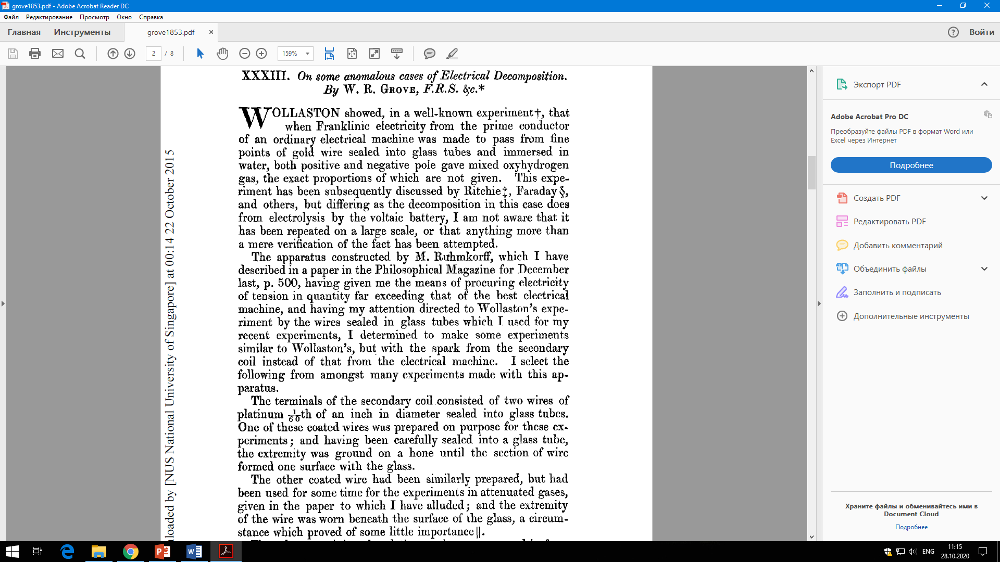 grove1853.pdf - Adobe Acrobat Reader DC
Файл Редактирование Просмотр Окно Справка
Главная Инструменты grove1853.pdf × ? Войти
2 / 8 159%
XXXIII. On some anomalous cases of Electrical Decomposition.
By W. R. GROVE, F.R.S. &c.*
WOLLASTON showed, in a well-known experiment†, that
when Franklinic electricity from the prime conductor
of an ordinary electrical machine was made to pass from fine
points of gold wire sealed into glass tubes and immersed in
water, both positive and negative pole gave mixed oxyhydrogen
gas, the exact proportions of which are not given. This expe-
riment has been subsequently discussed by Ritchie‡, Faraday§,
and others, but differing as the decomposition in this case does
from electrolysis by the voltaic battery, I am not aware that it
has been repeated on a large scale, or that anything more than
a mere verification of the fact has been attempted.
The apparatus constructed by M. Ruhmkorff, which I have
described in a paper in the Philosophical Magazine for December
last, p. 500, having given me the means of procuring electricity
of tension in quantity far exceeding that of the best electrical
machine, and having my attention directed to Wollaston's expe-
riment by the wires sealed in glass tubes which I used for my
recent experiments, I determined to make some experiments
similar to Wollaston's, but with the spark from the secondary
coil instead of that from the electrical machine. I select the
following from amongst many experiments made with this ap-
paratus.
The terminals of the secondary coil consisted of two wires of
platinum 1/60th of an inch in diameter sealed into glass tubes.
One of these coated wires was prepared on purpose for these ex-
periments; and having been carefully sealed into a glass tube,
the extremity was ground on a hone until the section of wire
formed one surface with the glass.
The other coated wire had been similarly prepared, but had
been used for some time for the experiments in attenuated gases,
given in the paper to which I have alluded; and the extremity
of the wire was worn beneath the surface of the glass, a circum-
stance which proved of some little importance‖.
nloaded by [NUS National University of Singapore] at 00:14 22 October 2015
Экспорт PDF
Adobe Acrobat Pro DC
Преобразуйте файлы PDF в формат Word или
Excel через Интернет
Подробнее
Создать PDF
Редактировать PDF
Добавить комментарий
Объединить файлы
Заполнить и подписать
Дополнительные инструменты
Храните файлы и обменивайтесь ими в
Document Cloud
Подробнее
ENG
11:15
28.10.2020